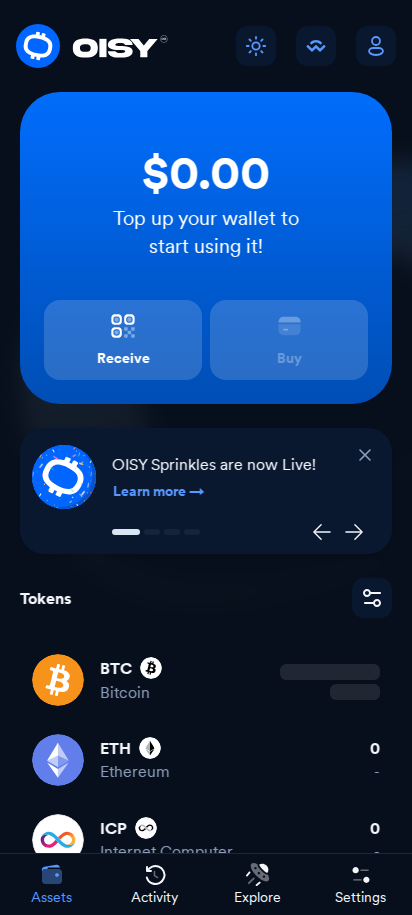 OISY
$0.00
Top up your wallet to
start using it!
Receive
Buy
OISY Sprinkles are now Live!
Learn more →
Tokens
BTC
Bitcoin
ETH
0
Ethereum
-
ICP
0
Internet Computer
Assets
Activity
Explore
Settings